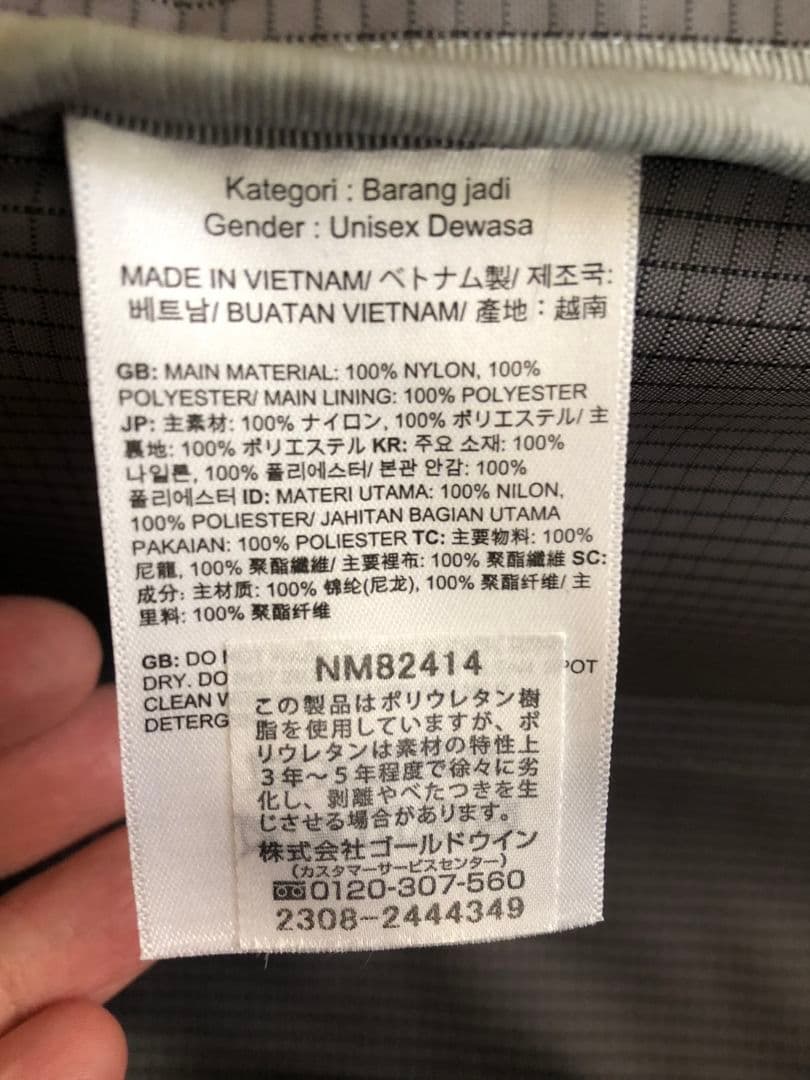 Kategori : Barang jadi
Gender : Unisex Dewasa
MADE IN VIETNAM/ ベトナム製/ 제조국:
베트남/ BUATAN VIETNAM/ 產地：越南
GB: MAIN MATERIAL: 100% NYLON, 100%
POLYESTER/ MAIN LINING: 100% POLYESTER
JP: 主素材: 100% ナイロン, 100% ポリエステル/ 主
裏地: 100% ポリエステル KR: 주요 소재: 100%
나일론, 100% 폴리에스터/ 본판 안감: 100%
폴리에스터 ID: MATERI UTAMA: 100% NILON,
100% POLIESTER/ JAHITAN BAGIAN UTAMA
PAKAIAN: 100% POLIESTER TC: 主要物料: 100%
尼龍, 100% 聚酯纖維/ 主要裡布: 100% 聚酯纖維 SC:
成分: 主材质: 100% 锦纶(尼龙), 100% 聚酯纤维/ 主
里料: 100% 聚酯纤维
GB: DO
DRY. DO
POT
CLEAN W
DETERG
NM82414
この製品はポリウレタン樹
脂を使用していますが、ポ
リウレタンは素材の特性上
3年～5年程度で徐々に劣
化し、剥離やべたつきを生
じさせる場合があります。
株式会社ゴールドウイン
(カスタマーサービスセンター)
0120-307-560
2308-2444349